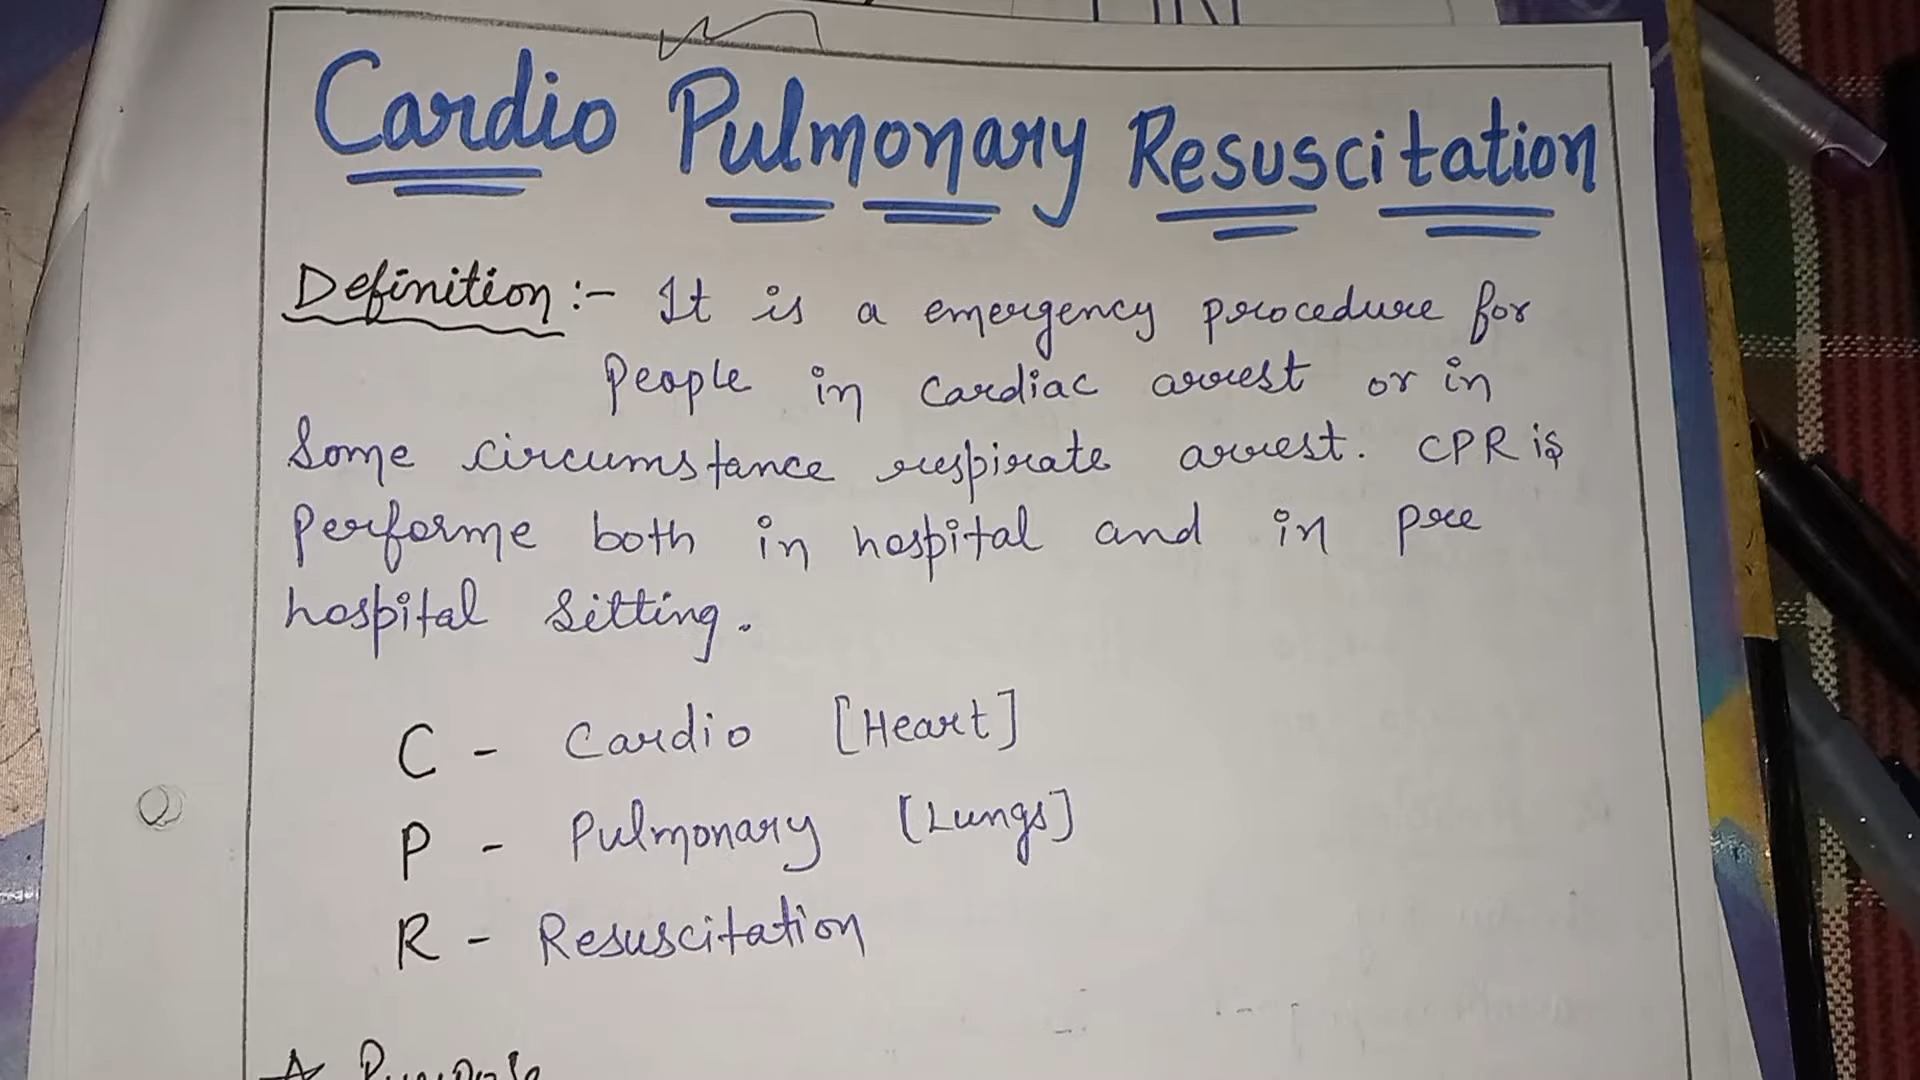 Cardio Pulmonary Resuscitation
Definition :- It is a emergency procedure for
People in Cardiac arrest or in
Some circumstance respirate arrest. CPR is
Performe both in hospital and in pre
hospital Sitting.
C - Cardio [Heart]
P - Pulmonary [Lungs]
R - Resuscitation